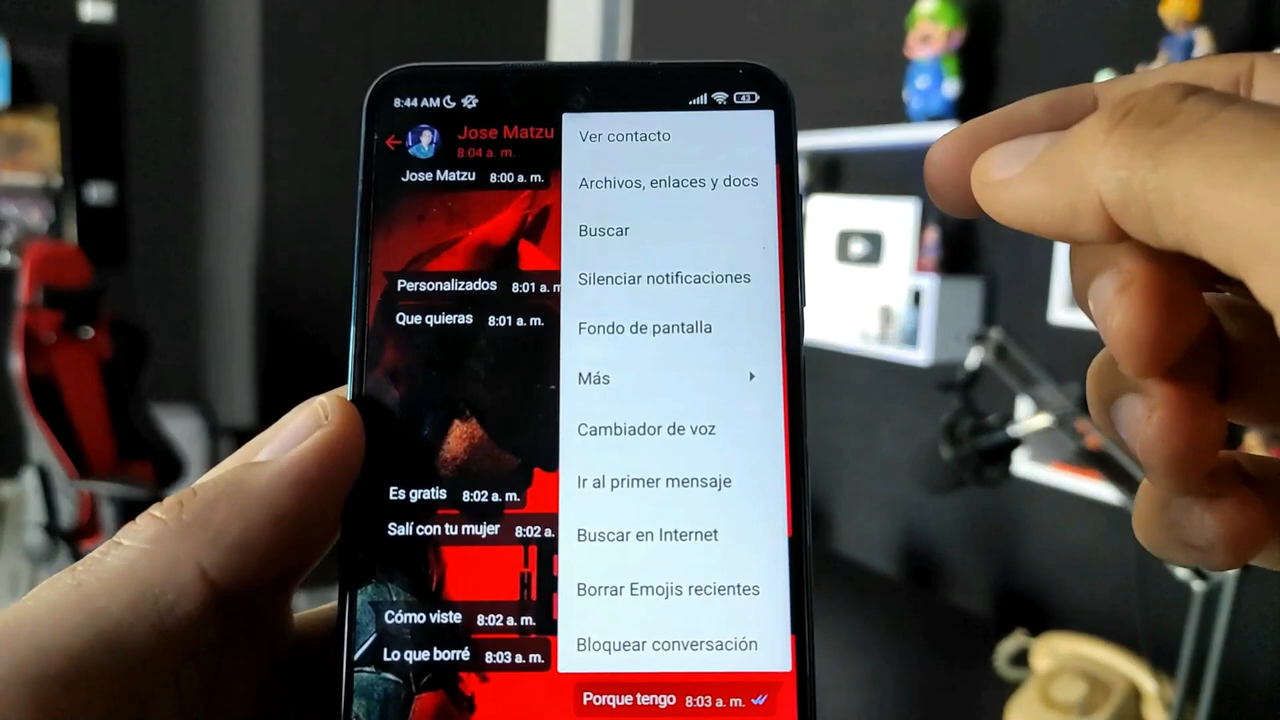 8:44 AM
43
Jose Matzu
8:04 a. m.
Jose Matzu 8:00 a. m.
Personalizados 8:01 a. m
Que quieras 8:01 a. m.
Es gratis 8:02 a. m.
Salí con tu mujer 8:02 a.
Cómo viste 8:02 a. m.
Lo que borré 8:03 a. m.
Porque tengo 8:03 a. m.
Ver contacto
Archivos, enlaces y docs
Buscar
Silenciar notificaciones
Fondo de pantalla
Más
Cambiador de voz
Ir al primer mensaje
Buscar en Internet
Borrar Emojis recientes
Bloquear conversación